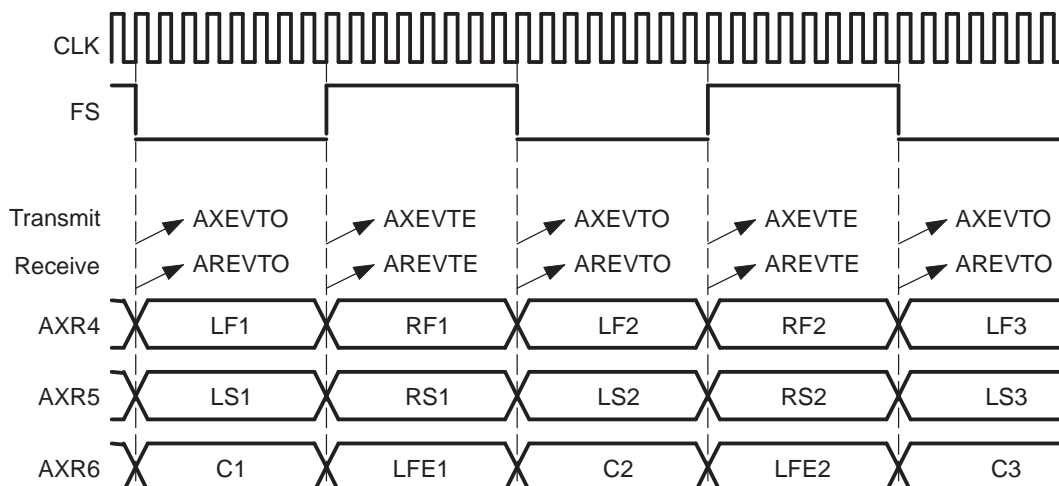 CLK
FS
Transmit AXEVTO AXEVTE AXEVTO AXEVTE AXEVTO
Receive AREVTO AREVTE AREVTO AREVTE AREVTO
AXR4 LF1 RF1 LF2 RF2 LF3
AXR5 LS1 RS1 LS2 RS2 LS3
AXR6 C1 LFE1 C2 LFE2 C3